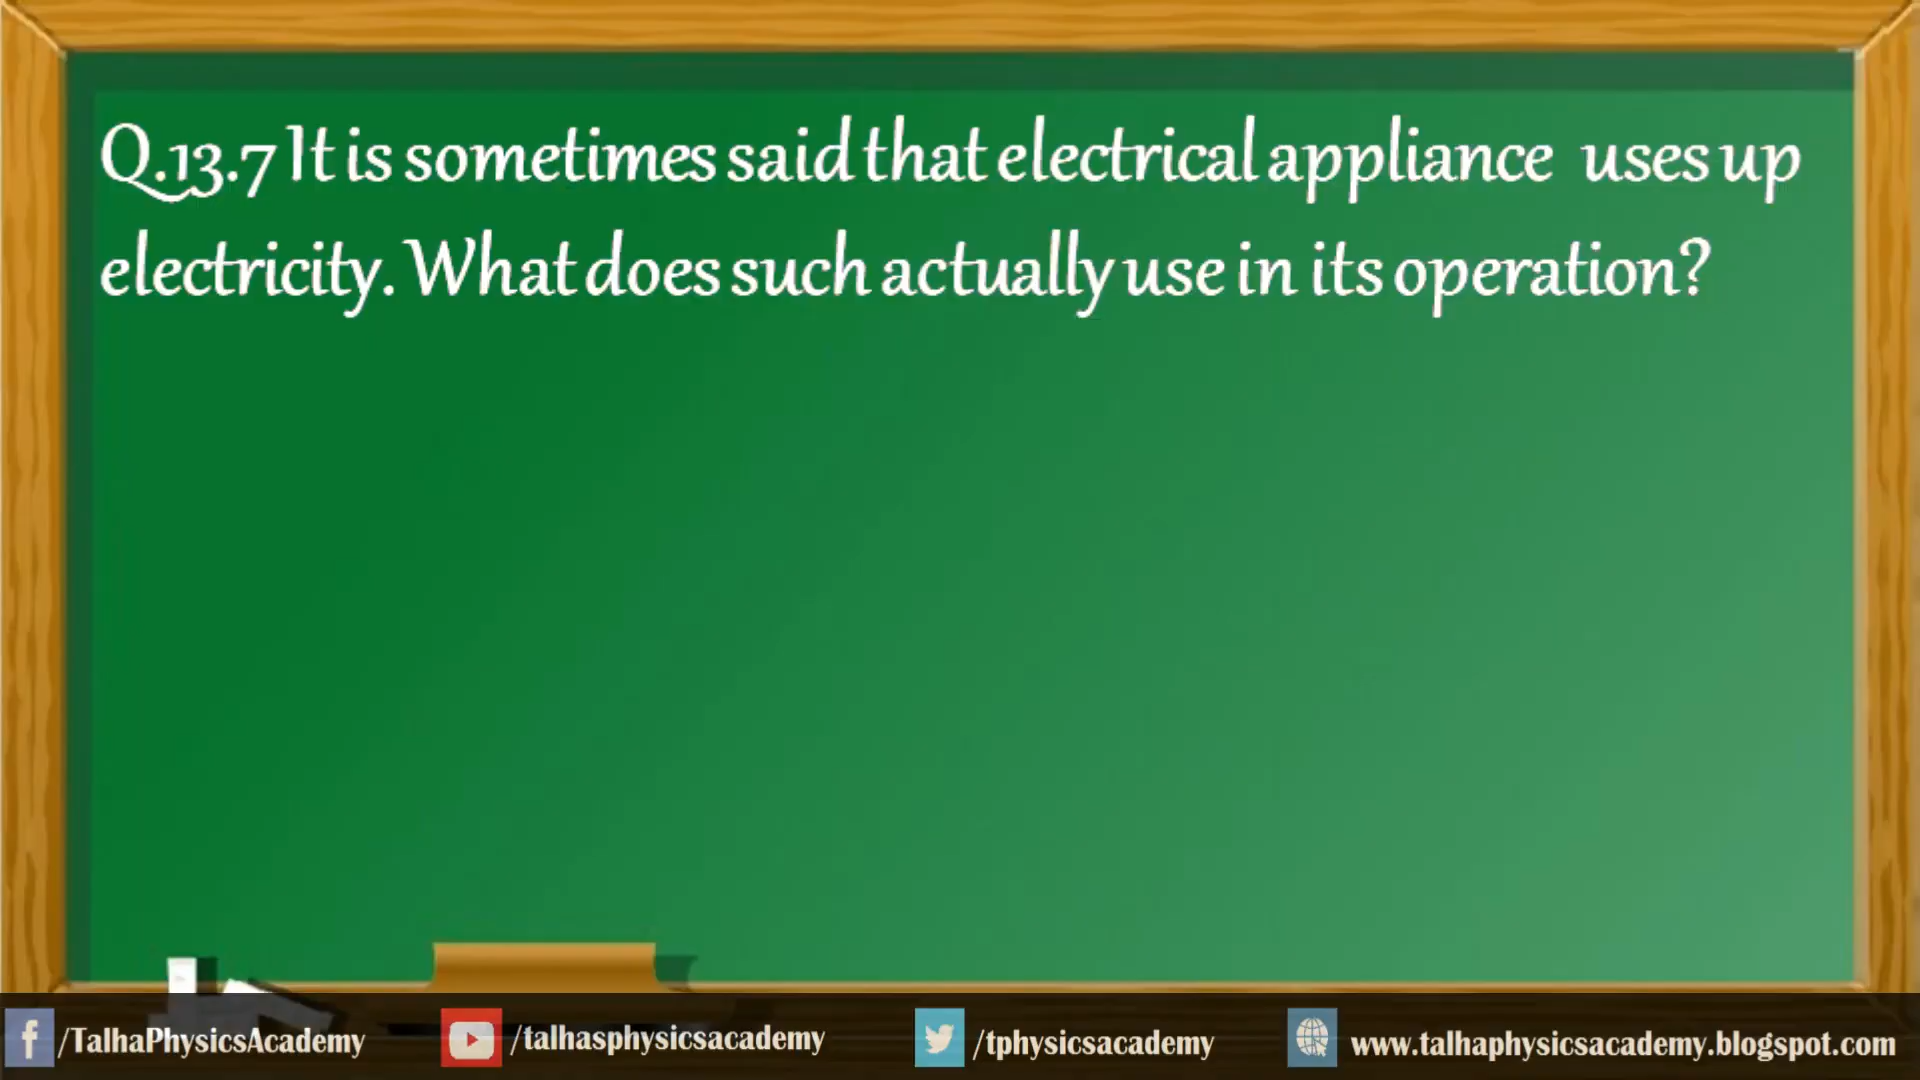 Q.13.7 It is sometimes said that electrical appliance uses up
electricity. What does such actually use in its operation?
/TalhaPhysicsAcademy
/talhasphysicsacademy
/tphysicsacademy
www.talhaphysicsacademy.blogspot.com